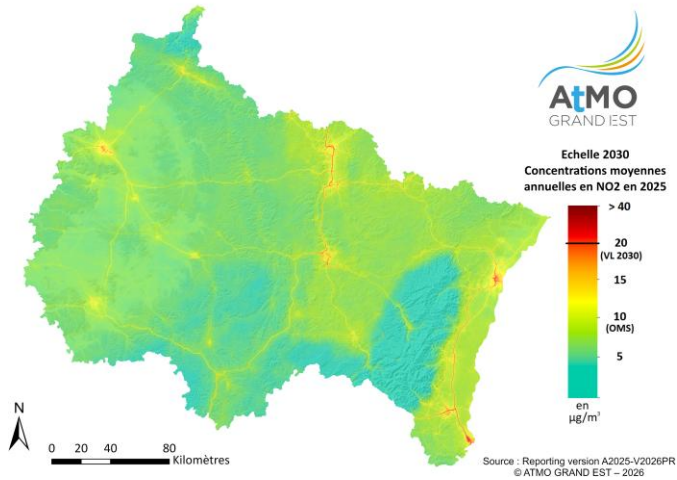 AtMO
GRAND EST
Echelle 2030
Concentrations moyennes
annuelles en NO2 en 2025
> 40
20
(VL 2030)
15
10
(OMS)
5
en
µg/m³
N
0 20 40 80
Kilomètres
Source : Reporting version A2025-V2026PR
© ATMO GRAND EST – 2026